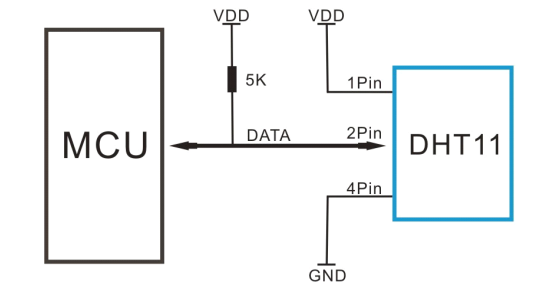 VDD
VDD
5K
1Pin
MCU
DATA
2Pin
DHT11
4Pin
GND